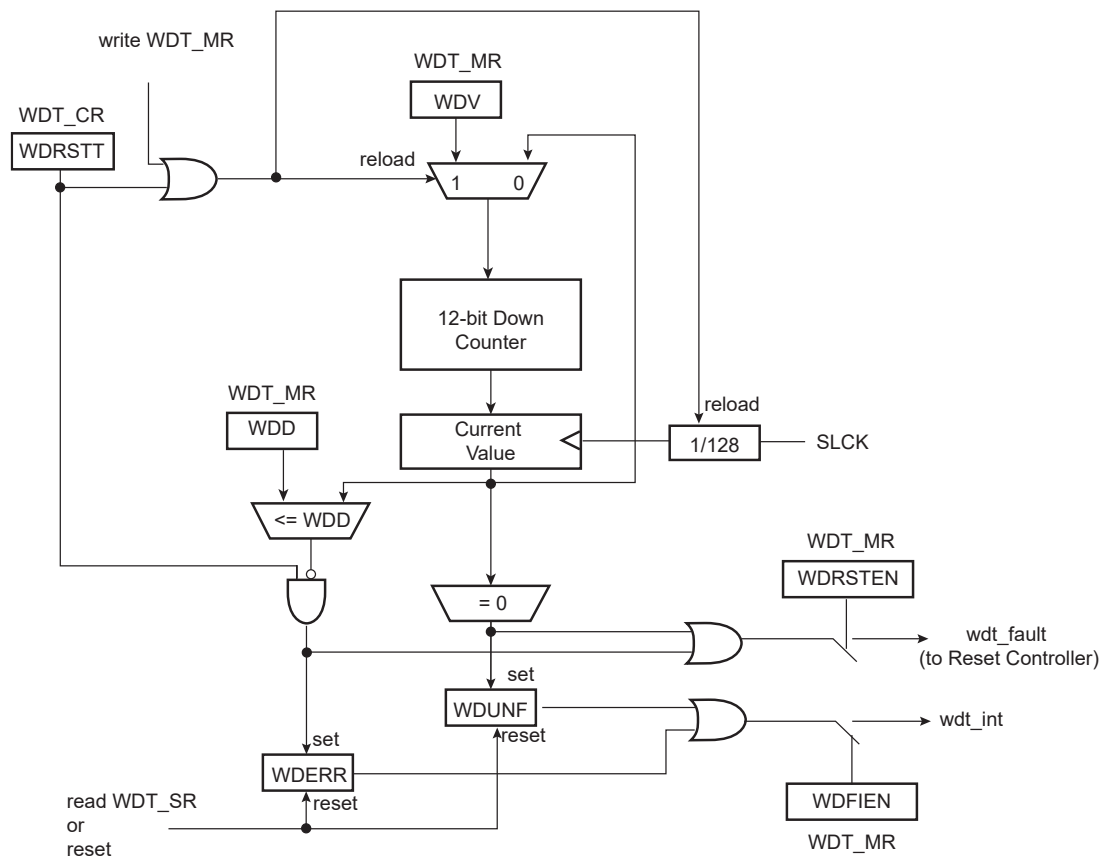 write WDT_MR
WDT_MR
WDV
WDT_CR
WDRSTT
reload
1 0
12-bit Down
Counter
WDT_MR
WDD
Current
Value
reload
1/128
SLCK
<= WDD
= 0
WDT_MR
WDRSTEN
wdt_fault
(to Reset Controller)
set
WDUNF
reset
wdt_int
set
WDERR
reset
WDFIEN
WDT_MR
read WDT_SR
or
reset